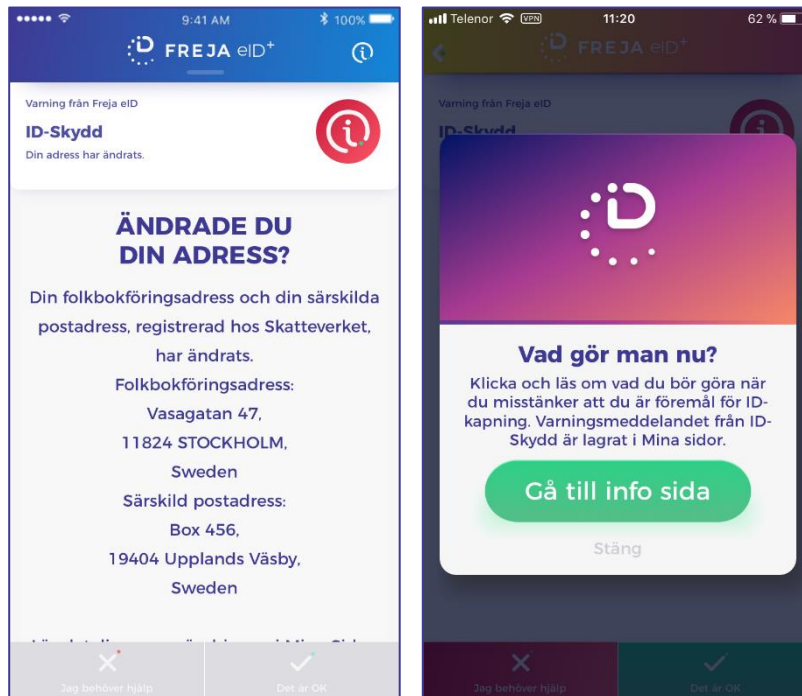 9:41 AM
100%
FREJA eID+
Varning från Freja eID
ID-Skydd
Din adress har ändrats.
ÄNDRADE DU
DIN ADRESS?
Din folkbokföringsadress och din särskilda
postadress, registrerad hos Skatteverket,
har ändrats.
Folkbokföringsadress:
Vasagatan 47,
11824 STOCKHOLM,
Sweden
Särskild postadress:
Box 456,
19404 Upplands Väsby,
Sweden
Jag behöver hjälp
Det är OK
Telenor
VPN
11:20
62 %
FREJA eID+
Varning från Freja eID
ID-Skydd
iD
Vad gör man nu?
Klicka och läs om vad du bör göra när
du misstänker att du är föremål för ID-
kapning. Varningsmeddelandet från ID-
Skydd är lagrat i Mina sidor.
Gå till info sida
Stäng
Jag behöver hjälp
Det är OK